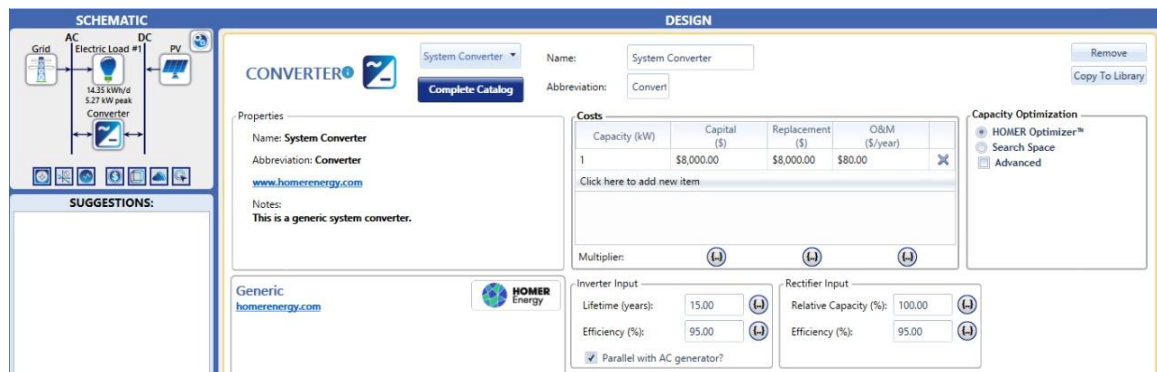 SCHEMATIC
DESIGN
AC
DC
Grid
Electric Load #1
PV
14.35 kWh/d
5.27 kW peak
Converter
SUGGESTIONS:
CONVERTER
System Converter
Complete Catalog
Name:
System Converter
Abbreviation:
Convert
Remove
Copy To Library
Properties
Name: System Converter
Abbreviation: Converter
www.homerenergy.com
Notes:
This is a generic system converter.
Costs
Capacity (kW)
Capital
($)
Replacement
($)
O&M
($/year)
1
$8,000.00
$8,000.00
$80.00
Click here to add new item
Multiplier:
(..)
(..)
(..)
Capacity Optimization
HOMER Optimizer™
Search Space
Advanced
Generic
homerenergy.com
HOMER
Energy
Inverter Input
Lifetime (years):
15.00
(..)
Efficiency (%):
95.00
(..)
Parallel with AC generator?
Rectifier Input
Relative Capacity (%):
100.00
(..)
Efficiency (%):
95.00
(..)